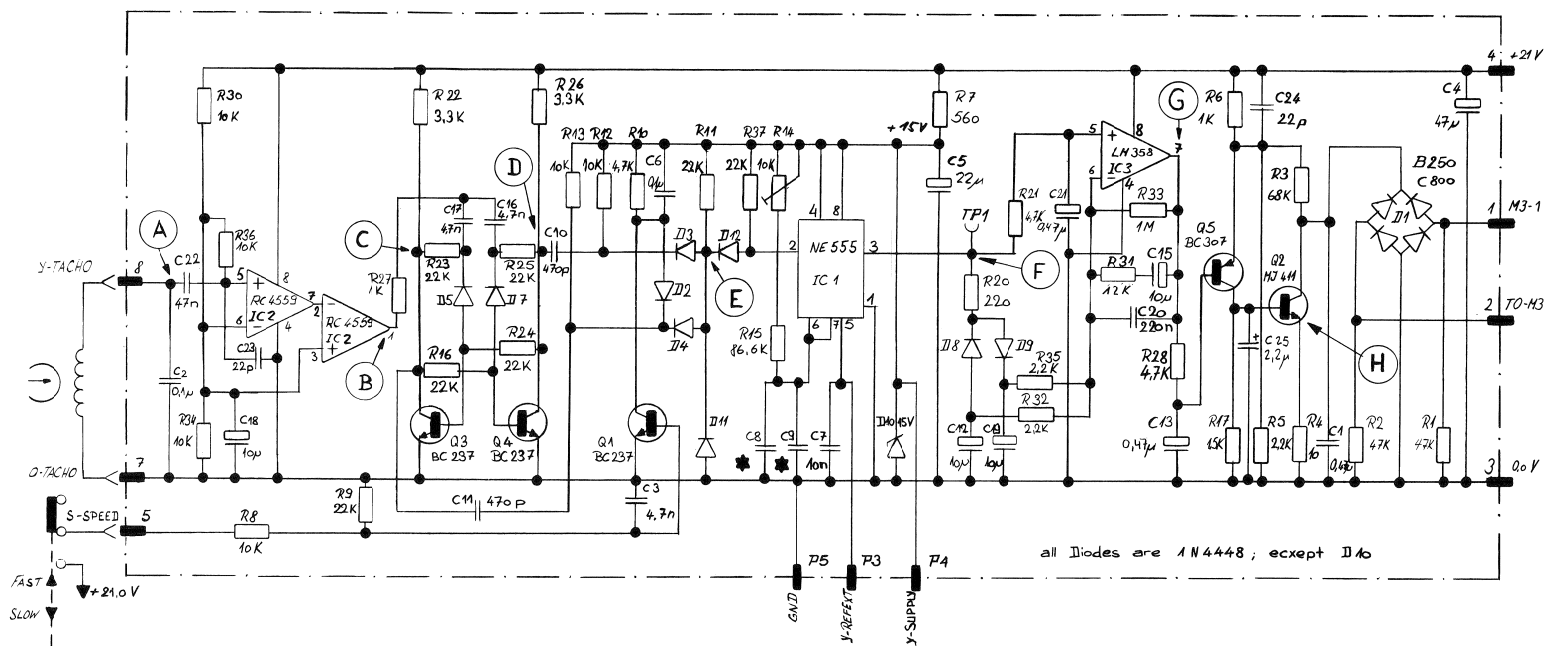 R30
10K
R22
3,3K
R26
3.3K
R7
560
+15V
R6
1K
C24
22p
C4
47µ
4
+21V
A
B
C
D
E
F
G
H
R36
10K
Y-TACHO
8
C22
47n
RC4559
IC2
5
6
7
8
4
RC4559
IC2
2
3
1
C23
22p
C2
0,1µ
R34
10K
C18
10µ
0-TACHO
7
R27
1K
C17
4,7n
C16
4,7n
R23
22K
R25
22K
D5
D7
R24
22K
R16
22K
Q3
BC237
Q4
BC237
C10
470p
R13
10K
R12
10K
R10
4,7K
C6
0,1µ
R11
22K
R37
22K
R14
10K
D3
D12
D2
D4
D11
Q1
BC237
C3
4,7n
C11
470p
R9
22K
S-SPEED
5
R8
10K
FAST
SLOW
+21,0V
4
8
2
NE555
IC1
3
1
6
7
5
R15
86,6K
C8
C9
C7
10n
D10 15V
C5
22µ
TP1
R21
4,7K
C21
0,47µ
R20
220
D8
D9
R35
2,2K
R32
2,2K
C12
10µ
C19
10µ
5
6
LM358
IC3
8
4
7
R33
1M
R31
12K
C15
10µ
C20
220n
R28
4,7K
C13
0,47µ
Q5
BC307
Q2
MJ411
R3
68K
C25
2,2µ
R17
15K
R5
2,2K
R4
10
C1
0,47µ
R2
47K
R1
47K
B250
C800
D1
1
M3-1
2
TO-M3
3
0,0V
all Diodes are 1N4448 ; ecxept D10
P5
P3
P4
GND
Y-REFEXT
Y-SUPPLY